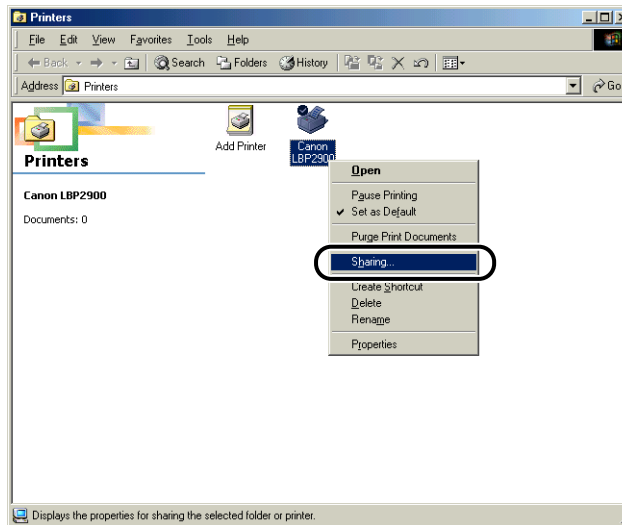 Printers
File Edit View Favorites Tools Help
Back Search Folders History
Address Printers Go
Add Printer
Canon
LBP2900
Printers
Canon LBP2900
Documents: 0
Open
Pause Printing
Set as Default
Purge Print Documents
Sharing...
Create Shortcut
Delete
Rename
Properties
Displays the properties for sharing the selected folder or printer.